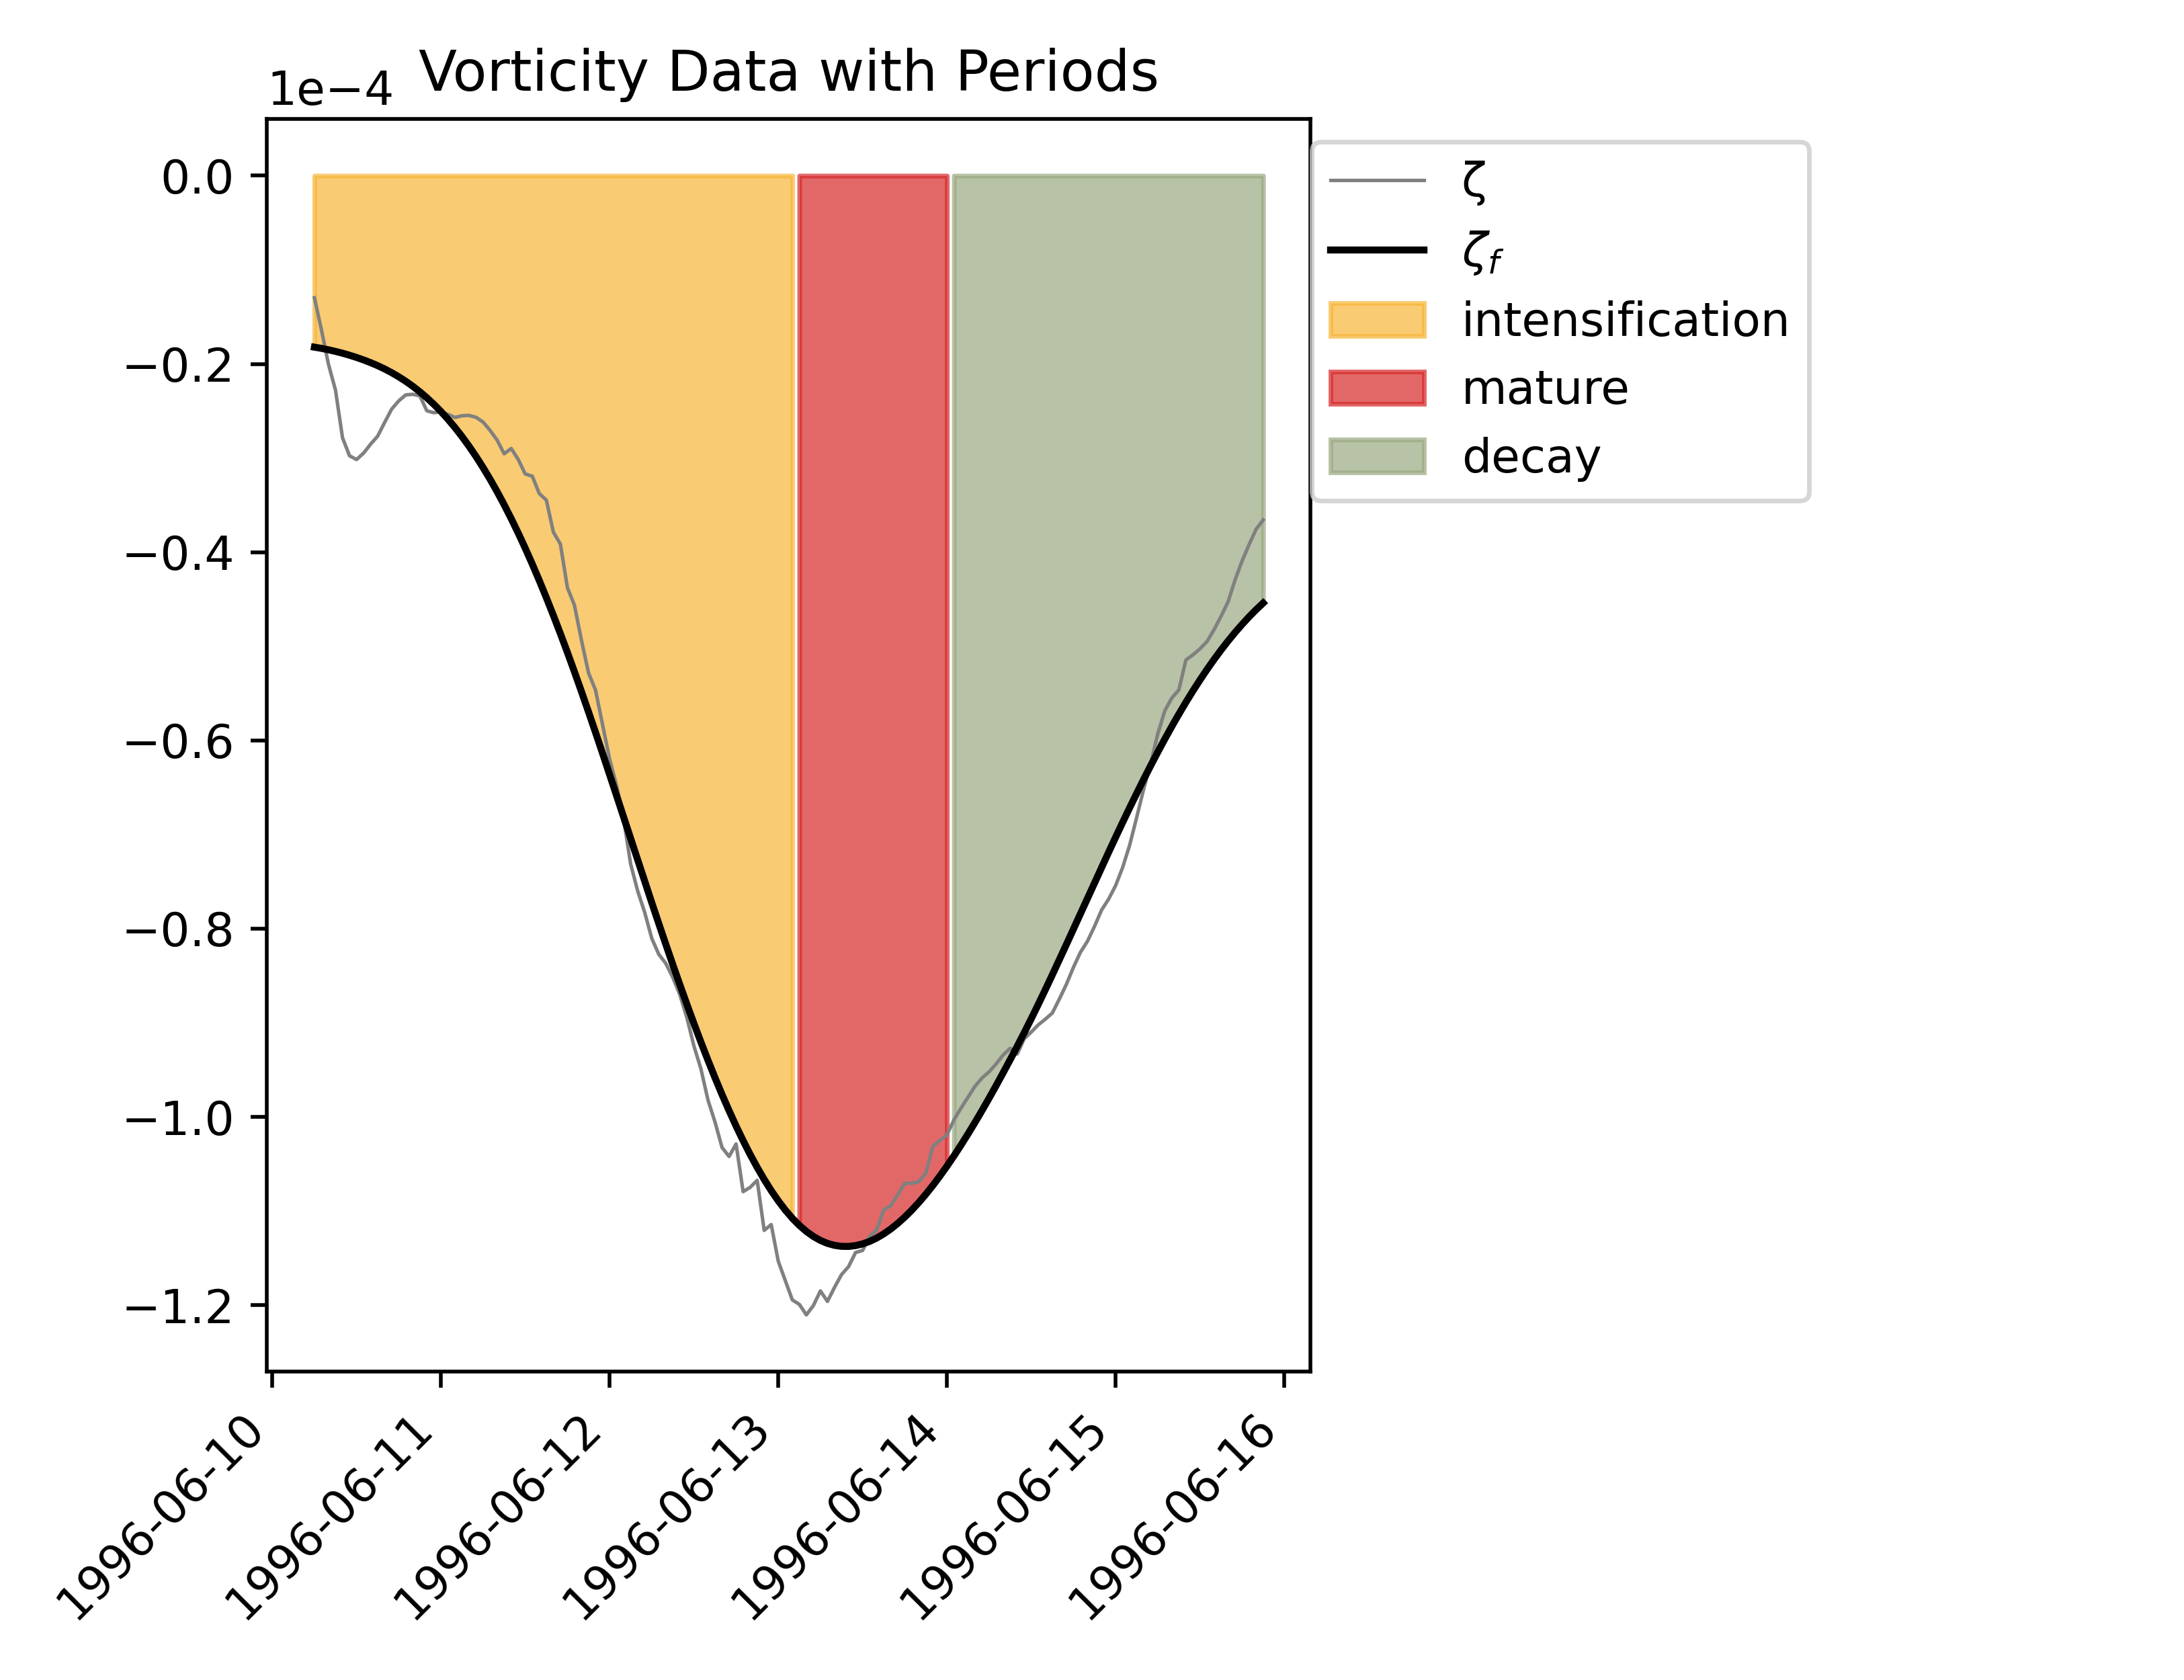 Vorticity Data with Periods
1e−4
0.0
−0.2
−0.4
−0.6
−0.8
−1.0
−1.2
1996-06-10
1996-06-11
1996-06-12
1996-06-13
1996-06-14
1996-06-15
1996-06-16
ζ
ζf
intensification
mature
decay